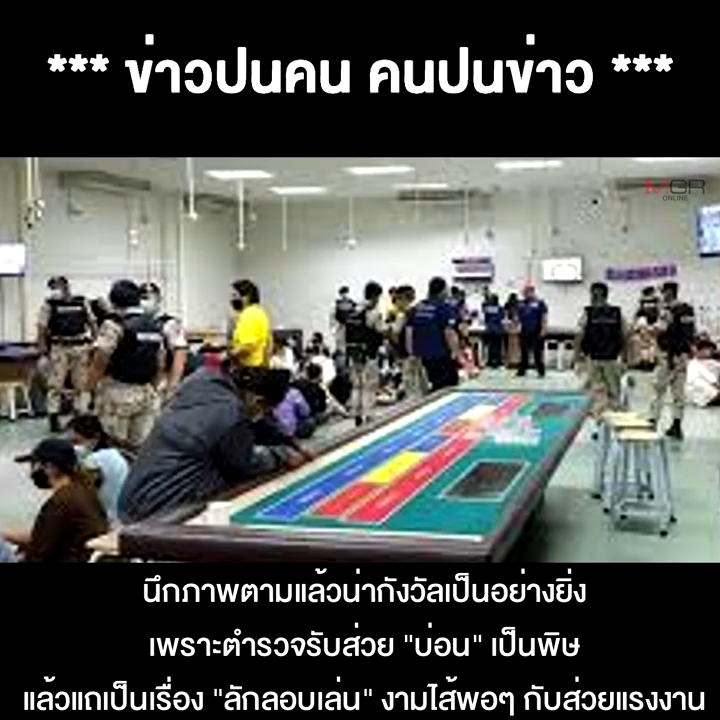 *** ข่าวปนคน คนปนข่าว ***
MGR
ONLINE
นึกภาพตามแล้วน่ากังวลเป็นอย่างยิ่ง
เพราะตำรวจรับส่วย "บ่อน" เป็นพิษ
แล้วแถเป็นเรื่อง "ลักลอบเล่น" งามไส้พอๆ กับส่วยแรงงาน